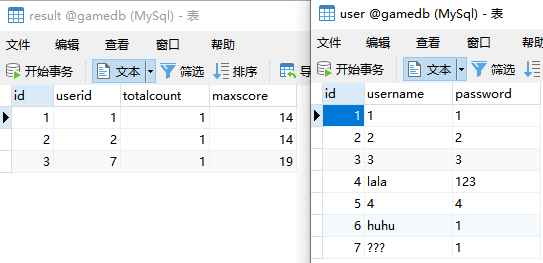 result @gamedb (MySql) - 表
文件 编辑 查看 窗口 帮助
开始事务 文本 筛选 排序 导
id userid totalcount maxscore
1 1 1 14
2 2 1 14
3 7 1 19
user @gamedb (MySql) - 表
文件 编辑 查看 窗口 帮助
开始事务 文本 筛选
id username password
1 1 1
2 2 2
3 3 3
4 lala 123
5 4 4
6 huhu 1
7 ??? 1